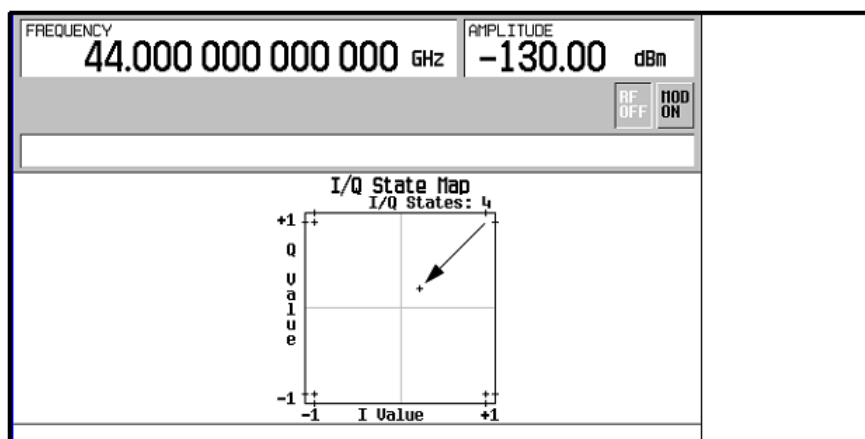 FREQUENCY
44.000 000 000 000 GHz
AMPLITUDE
-130.00 dBm
RF OFF
MOD ON
I/Q State Map
I/Q States: 4
+1
Q Value
-1
-1 I Value +1